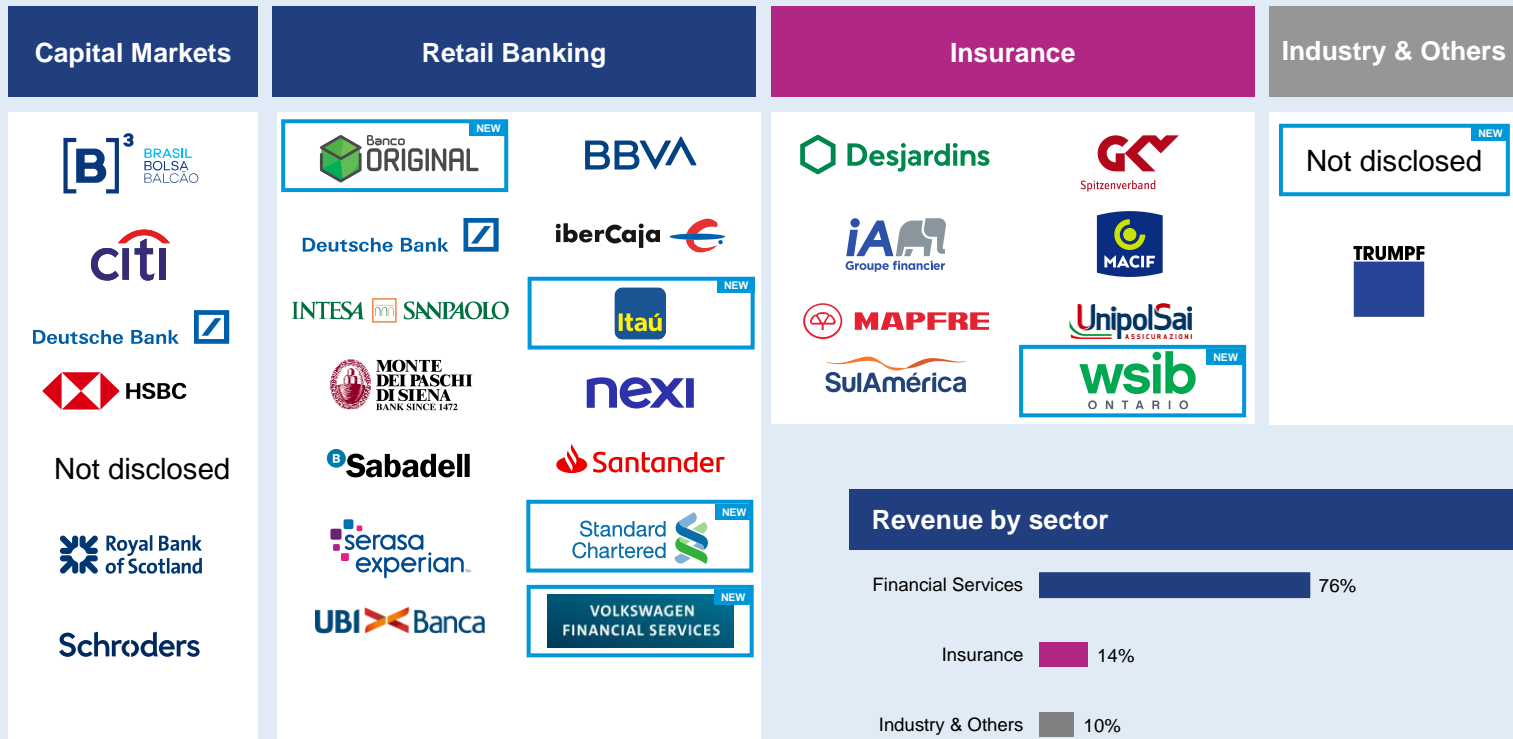 Capital Markets
Retail Banking
Insurance
Industry & Others
[B]³
BRASIL
BOLSA
BALCÃO
citi
Deutsche Bank
HSBC
Not disclosed
Royal Bank
of Scotland
Schroders
NEW
Banco
ORIGINAL
BBVA
Deutsche Bank
iberCaja
INTESA SANPAOLO
NEW
Itaú
MONTE
DEI PASCHI
DI SIENA
BANK SINCE 1472
nexi
B Sabadell
Santander
serasa
experian™
NEW
Standard
Chartered
UBI Banca
NEW
VOLKSWAGEN
FINANCIAL SERVICES
Desjardins
GKV
Spitzenverband
iA
Groupe financier
MACIF
MAPFRE
UnipolSai
ASSICURAZIONI
SulAmérica
NEW
wsib
ONTARIO
NEW
Not disclosed
TRUMPF
Revenue by sector
Financial Services 76%
Insurance 14%
Industry & Others 10%